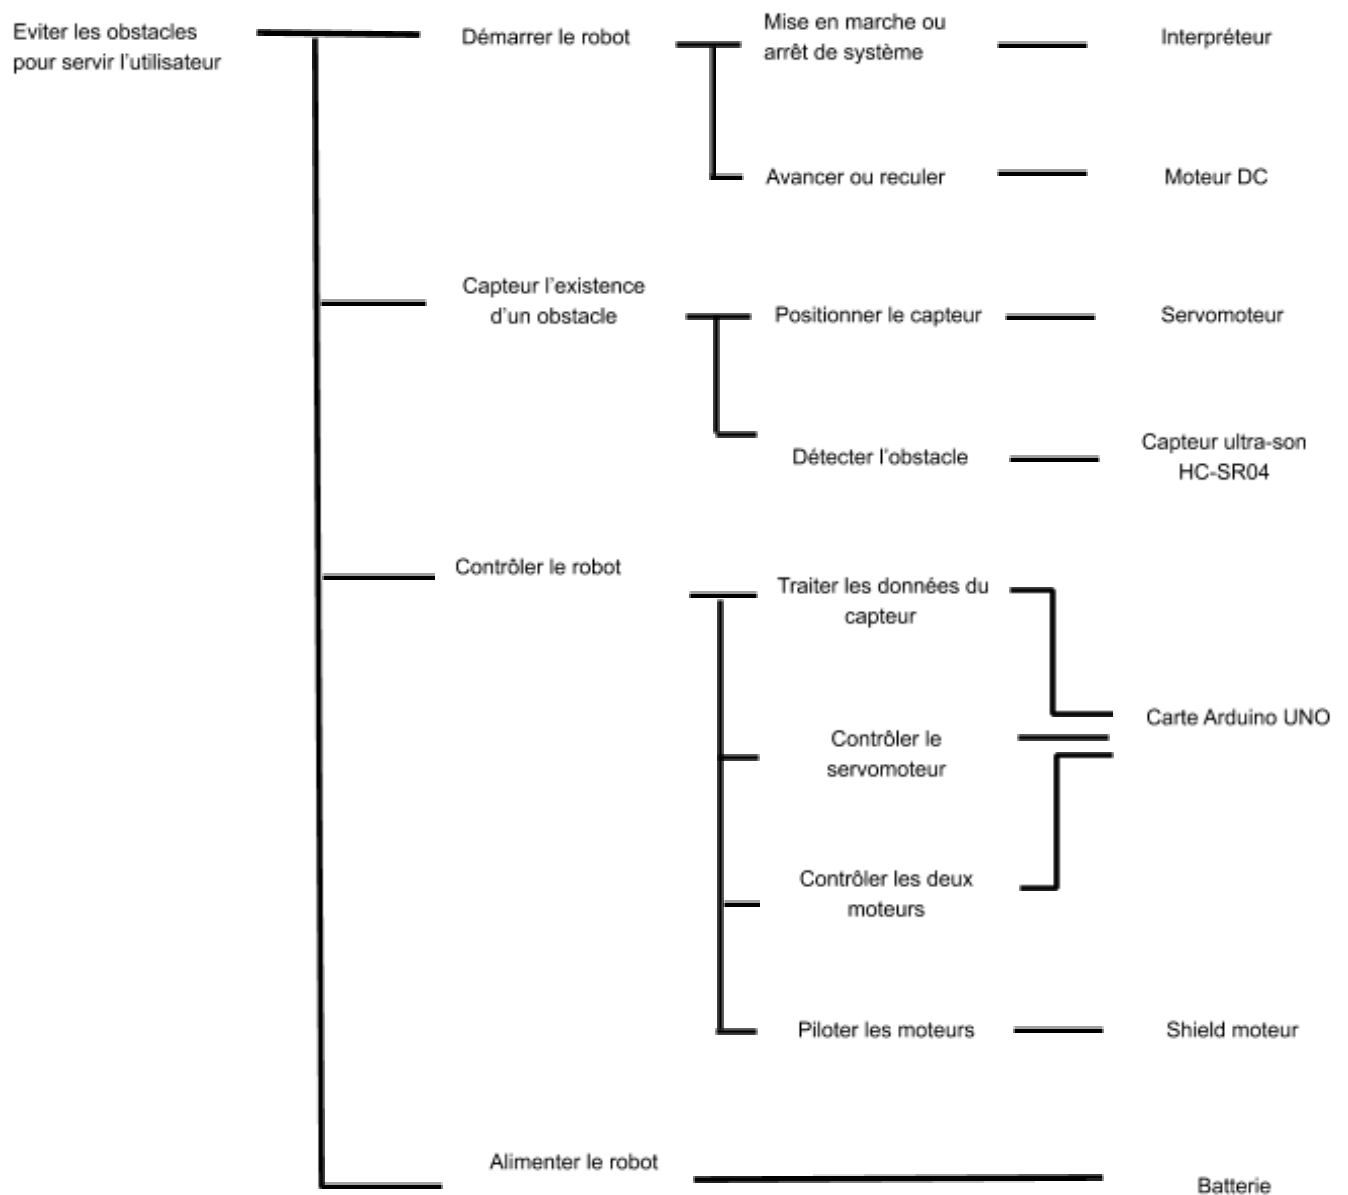 Eviter les obstacles
pour servir l’utilisateur
Démarrer le robot
Mise en marche ou
arrêt de système
Interpréteur
Avancer ou reculer
Moteur DC
Capteur l’existence
d’un obstacle
Positionner le capteur
Servomoteur
Détecter l’obstacle
Capteur ultra-son
HC-SR04
Contrôler le robot
Traiter les données du
capteur
Carte Arduino UNO
Contrôler le
servomoteur
Contrôler les deux
moteurs
Piloter les moteurs
Shield moteur
Alimenter le robot
Batterie